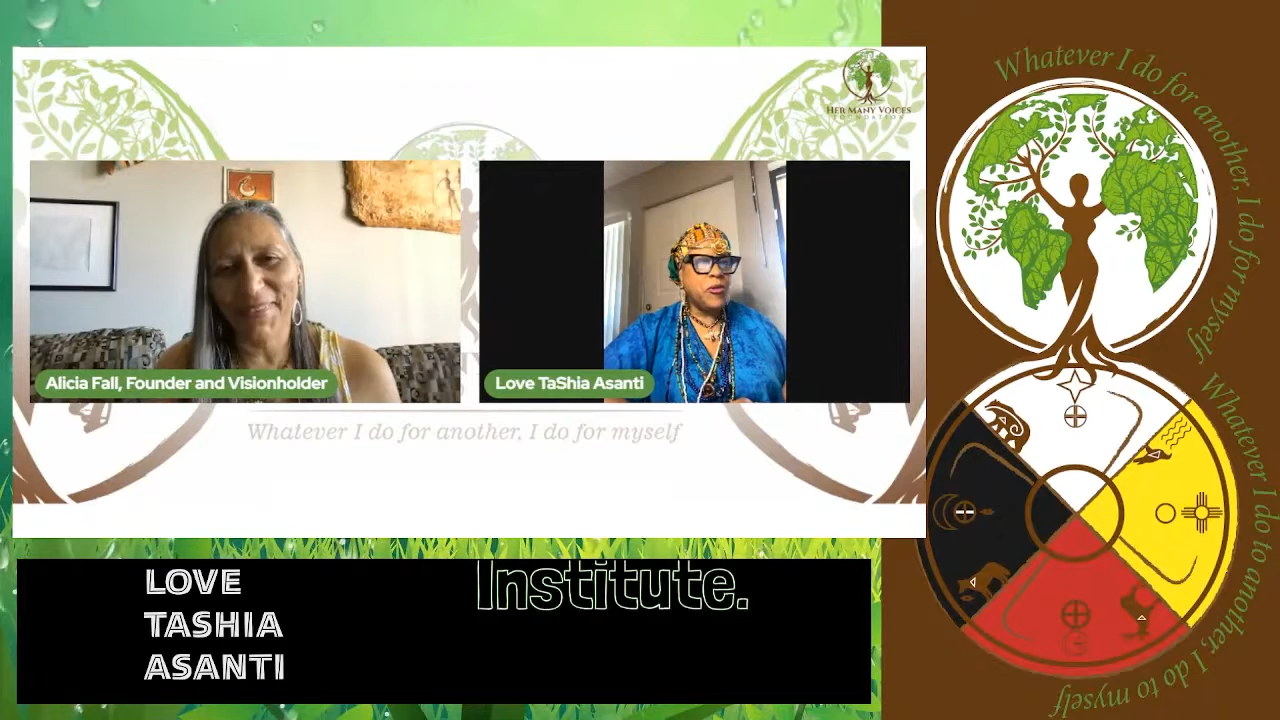 HER MANY VOICES
FOUNDATION
Alicia Fall, Founder and Visionholder
Love TaShia Asanti
Whatever I do for another, I do for myself
LOVE
TASHIA
ASANTI
Institute.
Whatever I do for another, I do for myself, Whatever I do to another, I do to myself